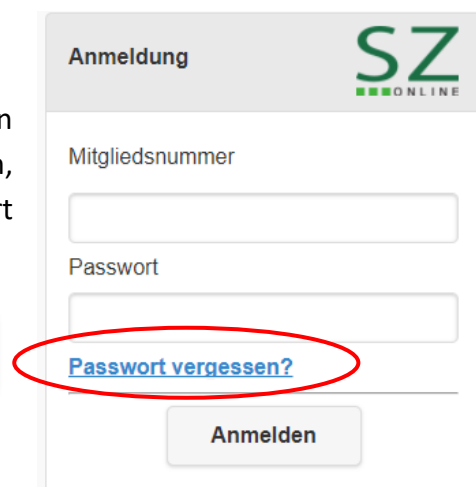 Anmeldung
SZ
ONLINE
Mitgliedsnummer
Passwort
Passwort vergessen?
Anmelden